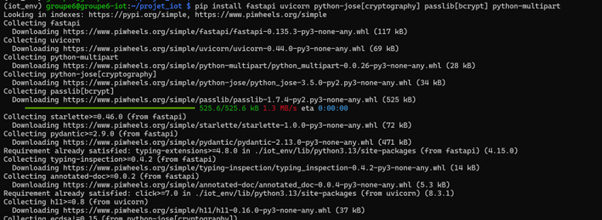 (iot_env) groupe6@groupe6-iot:~/projet_iot $ pip install fastapi uvicorn python-jose[cryptography] passlib[bcrypt] python-multipart
Looking in indexes: https://pypi.org/simple, https://www.piwheels.org/simple
Collecting fastapi
Downloading https://www.piwheels.org/simple/fastapi/fastapi-0.135.3-py3-none-any.whl (117 kB)
Collecting uvicorn
Downloading https://www.piwheels.org/simple/uvicorn/uvicorn-0.44.0-py3-none-any.whl (69 kB)
Collecting python-multipart
Downloading https://www.piwheels.org/simple/python-multipart/python_multipart-0.0.26-py3-none-any.whl (28 kB)
Collecting python-jose[cryptography]
Downloading https://www.piwheels.org/simple/python-jose/python_jose-3.5.0-py2.py3-none-any.whl (34 kB)
Collecting passlib[bcrypt]
Downloading https://www.piwheels.org/simple/passlib/passlib-1.7.4-py2.py3-none-any.whl (525 kB)
525.6/525.6 kB 1.3 MB/s eta 0:00:00
Collecting starlette>=0.46.0 (from fastapi)
Downloading https://www.piwheels.org/simple/starlette/starlette-1.0.0-py3-none-any.whl (72 kB)
Collecting pydantic>=2.9.0 (from fastapi)
Downloading https://www.piwheels.org/simple/pydantic/pydantic-2.13.0-py3-none-any.whl (471 kB)
Requirement already satisfied: typing-extensions>=4.8.0 in ./iot_env/lib/python3.13/site-packages (from fastapi) (4.15.0)
Collecting typing-inspection>=0.4.2 (from fastapi)
Downloading https://www.piwheels.org/simple/typing-inspection/typing_inspection-0.4.2-py3-none-any.whl (14 kB)
Collecting annotated-doc>=0.0.2 (from fastapi)
Downloading https://www.piwheels.org/simple/annotated-doc/annotated_doc-0.0.4-py3-none-any.whl (5.3 kB)
Requirement already satisfied: click>=7.0 in ./iot_env/lib/python3.13/site-packages (from uvicorn) (8.3.1)
Collecting h11>=0.8 (from uvicorn)
Downloading https://www.piwheels.org/simple/h11/h11-0.16.0-py3-none-any.whl (37 kB)
Collecting ecdsa!=0.15 (from python-jose[cryptography])